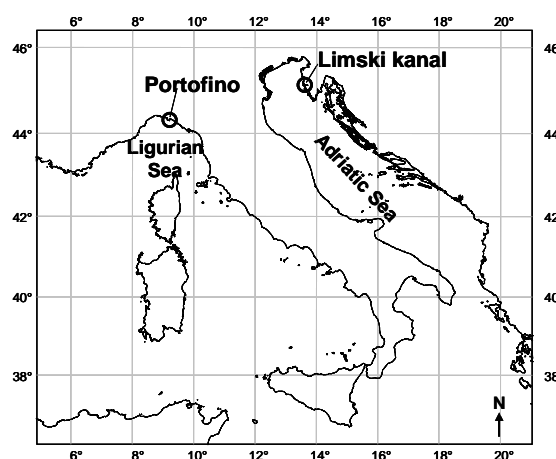 6° 8° 10° 12° 14° 16° 18° 20°
46° 46°
Limski kanal
Portofino
44° 44°
Ligurian
Sea
Adriatic Sea
42° 42°
40° 40
38° 38°
N
6° 8° 10° 12° 14° 16° 18° 20°